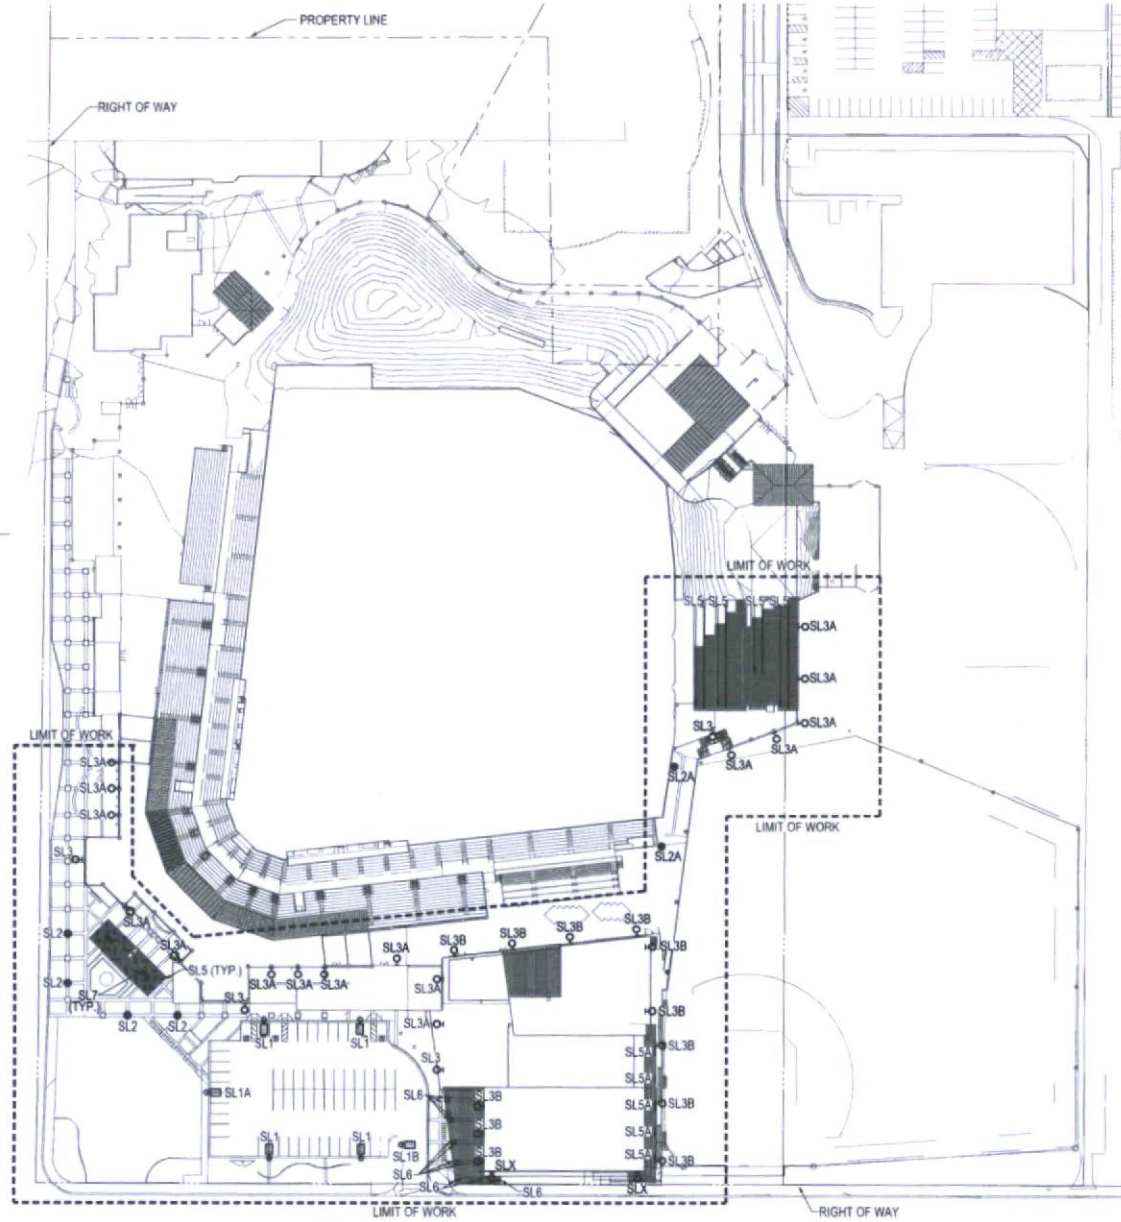 PROPERTY LINE
RIGHT OF WAY
LIMIT OF WORK
SL5 SL5 SL5 SL5
SL3A
SL3A
SL3A
SL3
SL3A
SL3A
SL2A
LIMIT OF WORK
SL2A
LIMIT OF WORK
SL3A
SL3A
SL3A
SL3
SL3A
SL2
SL3A
SL5 (TYP.)
SL2
SL7
(TYP.)
SL2
SL2
SL3
SL3A
SL3A
SL3A
SL3A
SL3B
SL3B
SL3B
SL3B
SL3B
SL3A
SL3A
SL3B
SL1
SL1
SL3
SL5A
SL3B
SL5A
SL1A
SL6
SL3B
SL5A
SL3B
SL3B
SL5A
SL1
SL1
SL1B
SL3B
SL5A
SL3B
SL6
SLX
SL6
SL6
SLX
LIMIT OF WORK
RIGHT OF WAY